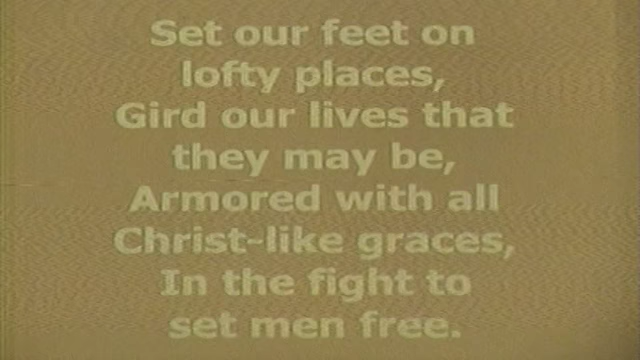 Set our feet on
lofty places,
Gird our lives that
they may be,
Armored with all
Christ-like graces,
In the fight to
set men free.